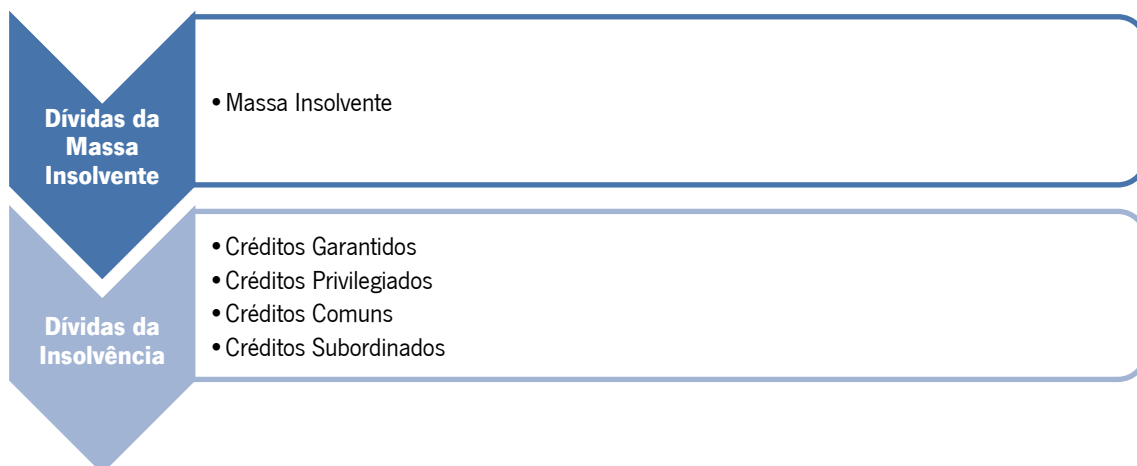 Dívidas da
Massa
Insolvente
• Massa Insolvente
Dívidas da
Insolvência
• Créditos Garantidos
• Créditos Privilegiados
• Créditos Comuns
• Créditos Subordinados